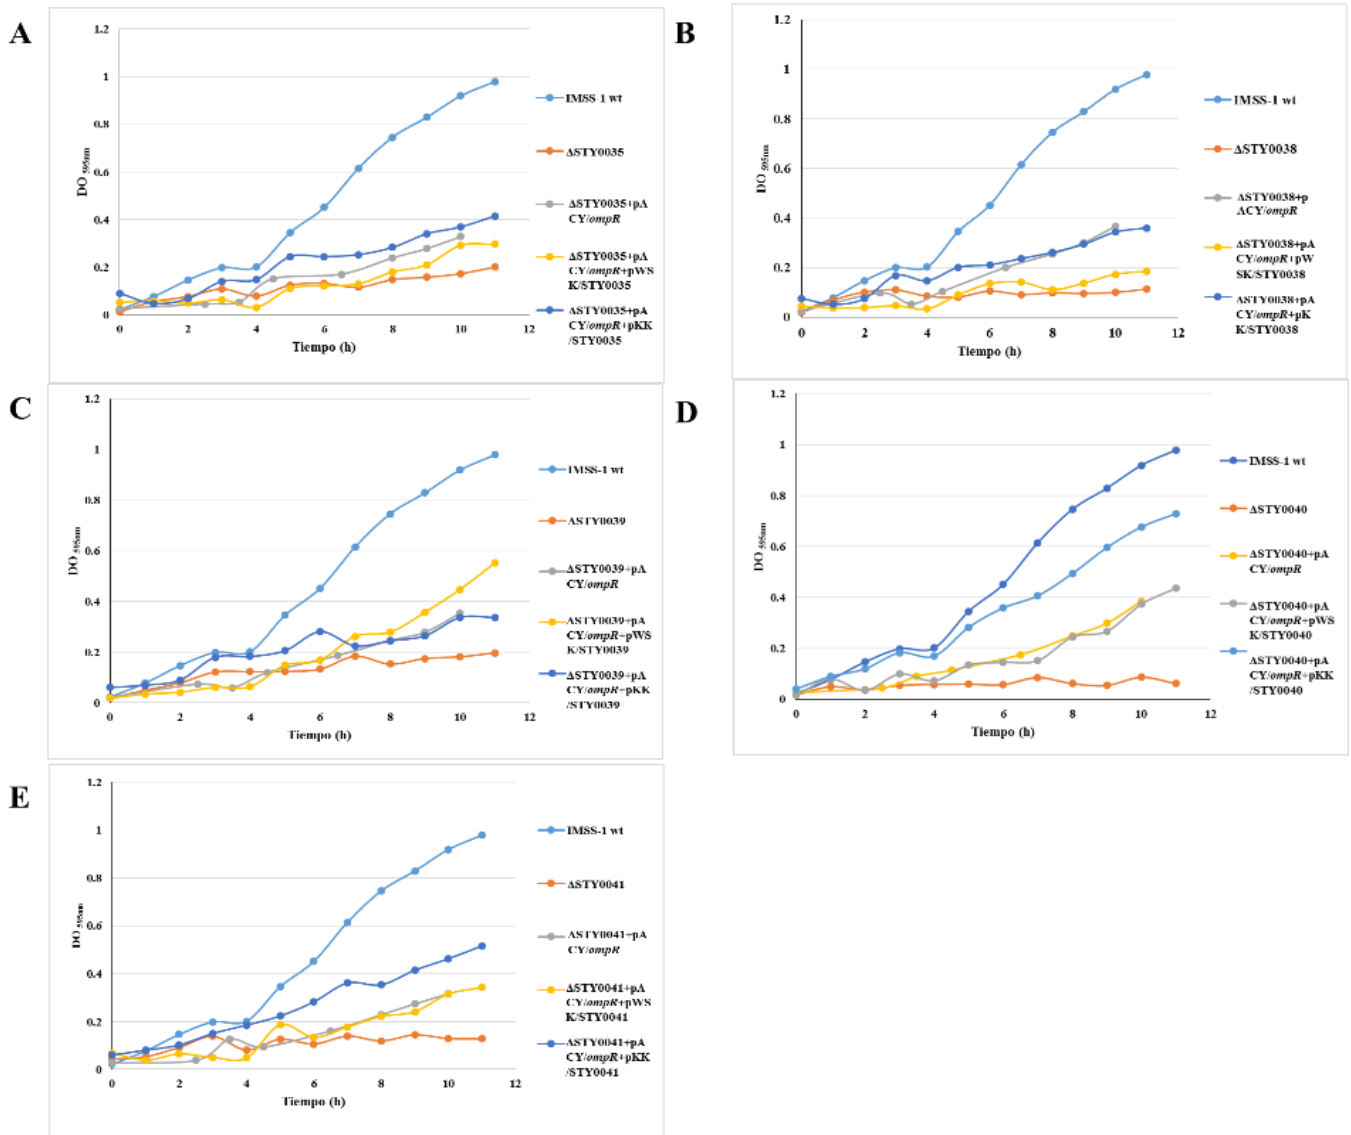 A
1.2
1
0.8
0.6
0.4
0.2
0
DO 595nm
0 2 4 6 8 10 12
Tiempo (h)
IMSS-1 wt
ΔSTY0035
ΔSTY0035+pA
CY/ompR
ΔSTY0035+pA
CY/ompR+pWS
K/STY0035
ΔSTY0035+pA
CY/ompR+pKK
/STY0035
B
1.2
1
0.8
0.6
0.4
0.2
0
DO 595nm
0 2 4 6 8 10 12
Tiempo (h)
IMSS-1 wt
ΔSTY0038
ΔSTY0038+p
ACY/ompR
ΔSTY0038+pA
CY/ompR+pW
SK/STY0038
ΔSTY0038+pA
CY/ompR+pK
K/STY0038
C
1.2
1
0.8
0.6
0.4
0.2
0
DO 595nm
0 2 4 6 8 10 12
Tiempo (h)
IMSS-1 wt
ΔSTY0039
ΔSTY0039+pA
CY/ompR
ΔSTY0039+pA
CY/ompR+pWS
K/STY0039
ΔSTY0039+pA
CY/ompR+pKK
/STY0039
D
1.2
1
0.8
0.6
0.4
0.2
0
DO 595nm
0 2 4 6 8 10 12
Tiempo (h)
IMSS-1 wt
ΔSTY0040
ΔSTY0040+pA
CY/ompR
ΔSTY0040+pA
CY/ompR+pWS
K/STY0040
ΔSTY0040+pA
CY/ompR+pKK
/STY0040
E
1.2
1
0.8
0.6
0.4
0.2
0
DO 595nm
0 2 4 6 8 10 12
Tiempo (h)
IMSS-1 wt
ΔSTY0041
ΔSTY0041+pA
CY/ompR
ΔSTY0041+pA
CY/ompR+pWS
K/STY0041
ΔSTY0041+pA
CY/ompR+pKK
/STY0041